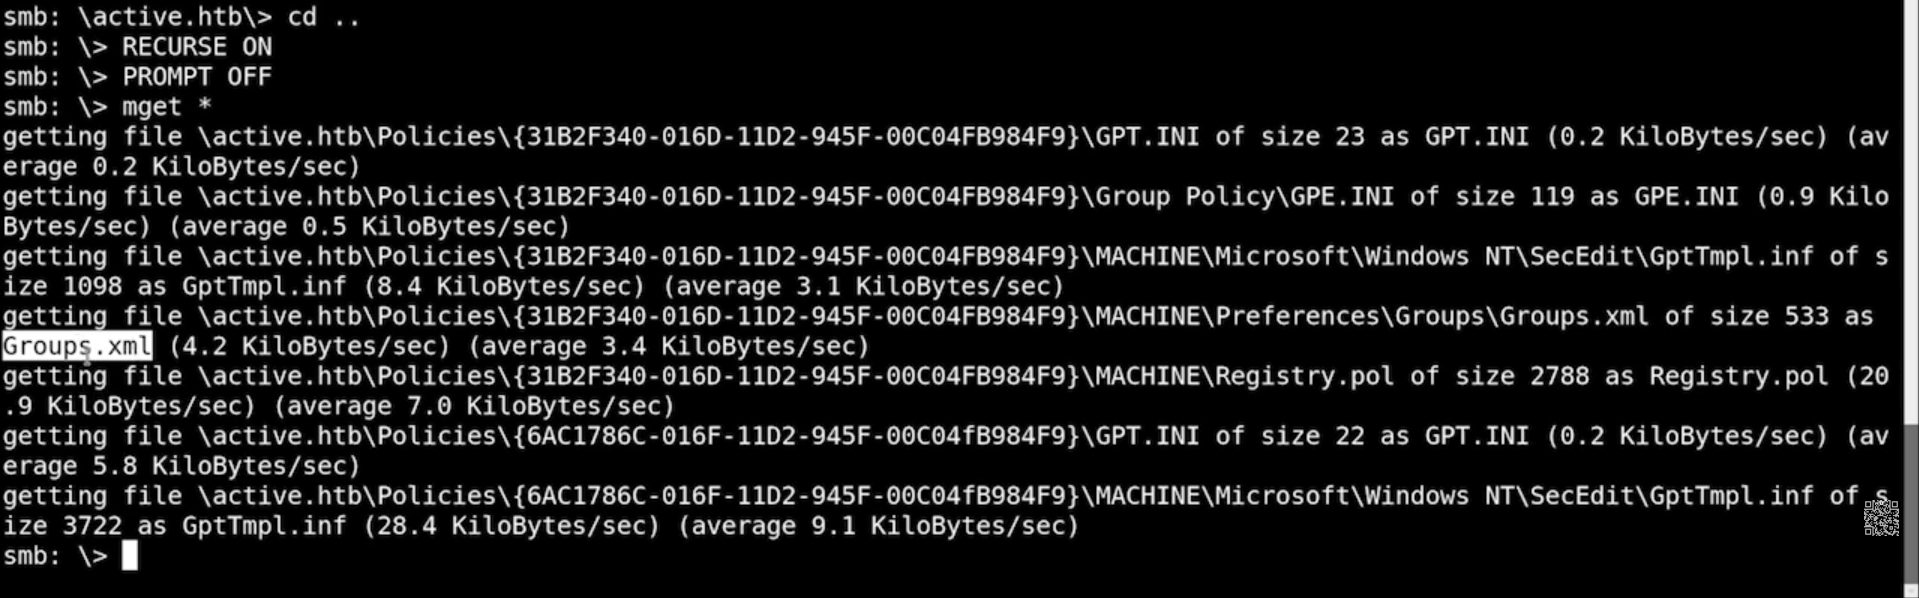 smb: \active.htb\> cd ..
smb: \> RECURSE ON
smb: \> PROMPT OFF
smb: \> mget *
getting file \active.htb\Policies\{31B2F340-016D-11D2-945F-00C04FB984F9}\GPT.INI of size 23 as GPT.INI (0.2 KiloBytes/sec) (av
erage 0.2 KiloBytes/sec)
getting file \active.htb\Policies\{31B2F340-016D-11D2-945F-00C04FB984F9}\Group Policy\GPE.INI of size 119 as GPE.INI (0.9 Kilo
Bytes/sec) (average 0.5 KiloBytes/sec)
getting file \active.htb\Policies\{31B2F340-016D-11D2-945F-00C04FB984F9}\MACHINE\Microsoft\Windows NT\SecEdit\GptTmpl.inf of s
ize 1098 as GptTmpl.inf (8.4 KiloBytes/sec) (average 3.1 KiloBytes/sec)
getting file \active.htb\Policies\{31B2F340-016D-11D2-945F-00C04FB984F9}\MACHINE\Preferences\Groups\Groups.xml of size 533 as
Groups.xml (4.2 KiloBytes/sec) (average 3.4 KiloBytes/sec)
getting file \active.htb\Policies\{31B2F340-016D-11D2-945F-00C04FB984F9}\MACHINE\Registry.pol of size 2788 as Registry.pol (20
.9 KiloBytes/sec) (average 7.0 KiloBytes/sec)
getting file \active.htb\Policies\{6AC1786C-016F-11D2-945F-00C04fB984F9}\GPT.INI of size 22 as GPT.INI (0.2 KiloBytes/sec) (av
erage 5.8 KiloBytes/sec)
getting file \active.htb\Policies\{6AC1786C-016F-11D2-945F-00C04fB984F9}\MACHINE\Microsoft\Windows NT\SecEdit\GptTmpl.inf of s
ize 3722 as GptTmpl.inf (28.4 KiloBytes/sec) (average 9.1 KiloBytes/sec)
smb: \>